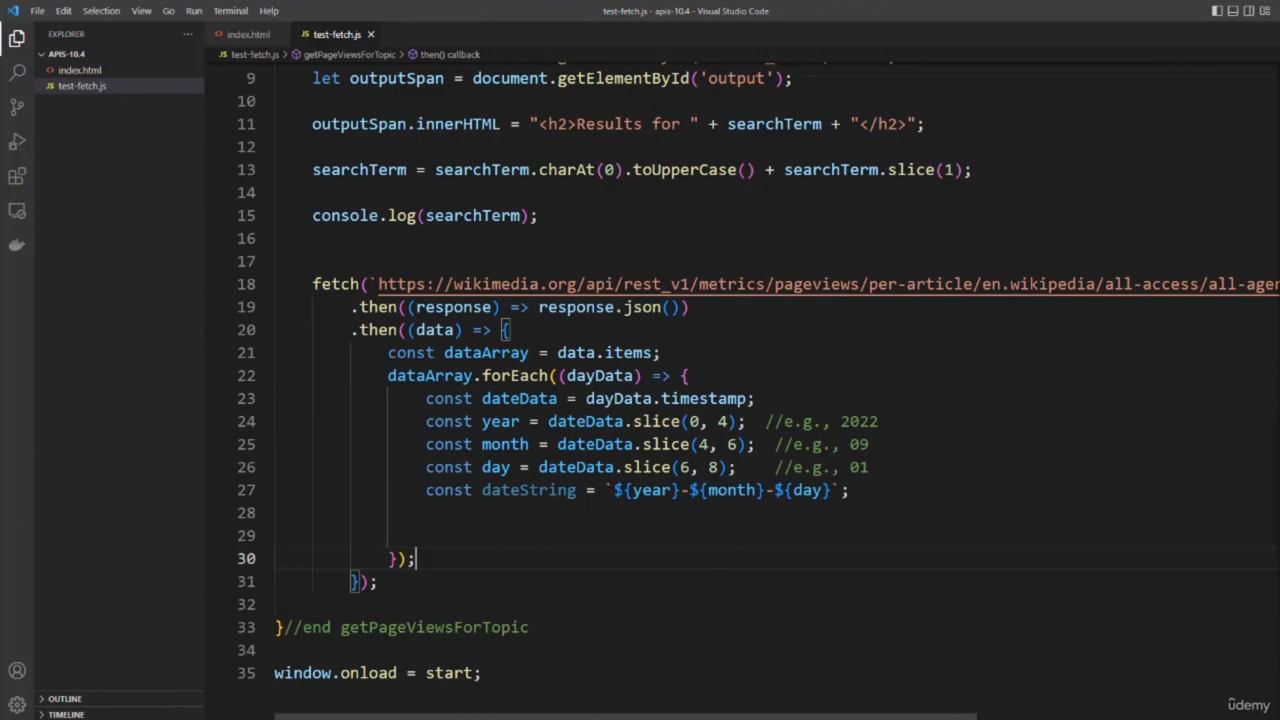 File Edit Selection View Go Run Terminal Help
test-fetch.js - apis-10.4 - Visual Studio Code
EXPLORER
APIS-10.4
index.html
test-fetch.js
OUTLINE
TIMELINE
index.html
test-fetch.js
test-fetch.js > getPageViewsForTopic > then() callback
9 let outputSpan = document.getElementById('output');
10
11 outputSpan.innerHTML = "<h2>Results for " + searchTerm + "</h2>";
12
13 searchTerm = searchTerm.charAt(0).toUpperCase() + searchTerm.slice(1);
14
15 console.log(searchTerm);
16
17
18 fetch(`https://wikimedia.org/api/rest_v1/metrics/pageviews/per-article/en.wikipedia/all-access/all-agen
19 .then((response) => response.json())
20 .then((data) => {
21 const dataArray = data.items;
22 dataArray.forEach((dayData) => {
23 const dateData = dayData.timestamp;
24 const year = dateData.slice(0, 4); //e.g., 2022
25 const month = dateData.slice(4, 6); //e.g., 09
26 const day = dateData.slice(6, 8); //e.g., 01
27 const dateString = `${year}-${month}-${day}`;
28
29
30 });
31 });
32
33 }//end getPageViewsForTopic
34
35 window.onload = start;
ûdemy